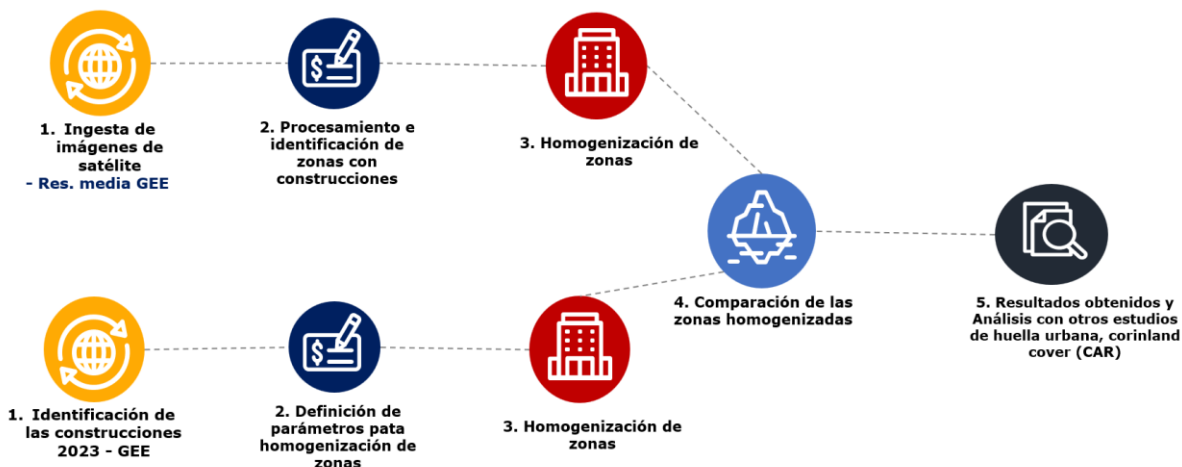 1. Ingesta de
imágenes de
satélite
- Res. media GEE
$
2. Procesamiento e
identificación de
zonas con
construcciones
3. Homogenización de
zonas
4. Comparación de las
zonas homogenizadas
5. Resultados obtenidos y
Análisis con otros estudios
de huella urbana, corinland
cover (CAR)
1. Identificación de
las construcciones
2023 - GEE
$
2. Definición de
parámetros pata
homogenización de
zonas
3. Homogenización de
zonas